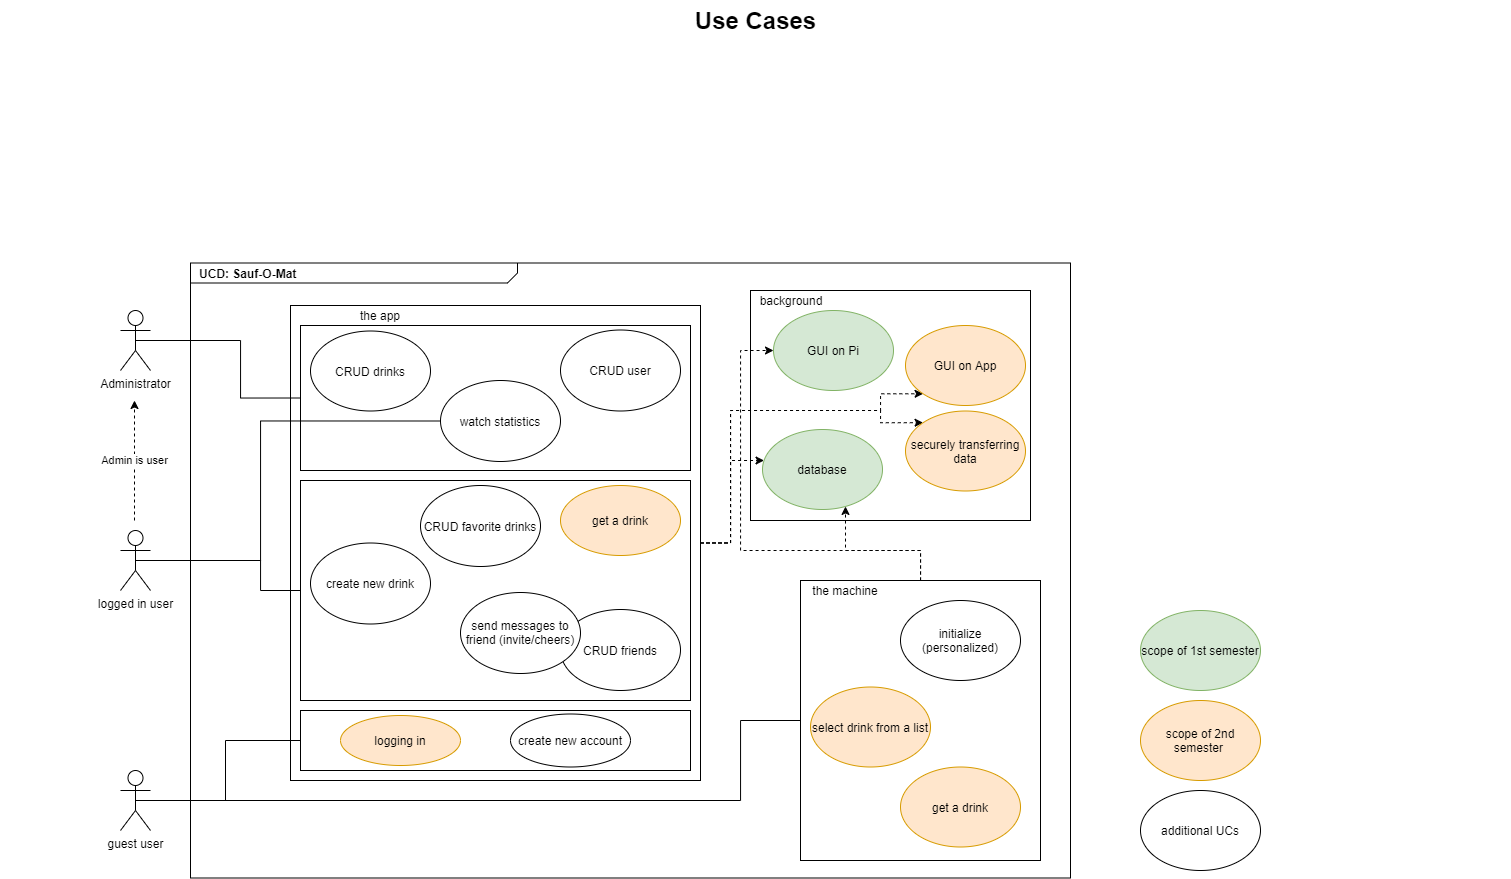 Use Cases
UCD: Sauf-O-Mat
the app
background
Administrator
CRUD drinks
CRUD user
watch statistics
GUI on Pi
GUI on App
securely transferring
data
database
Admin is user
CRUD favorite drinks
get a drink
create new drink
send messages to
friend (invite/cheers)
CRUD friends
logged in user
the machine
initialize
(personalized)
select drink from a list
get a drink
logging in
create new account
guest user
scope of 1st semester
scope of 2nd
semester
additional UCs